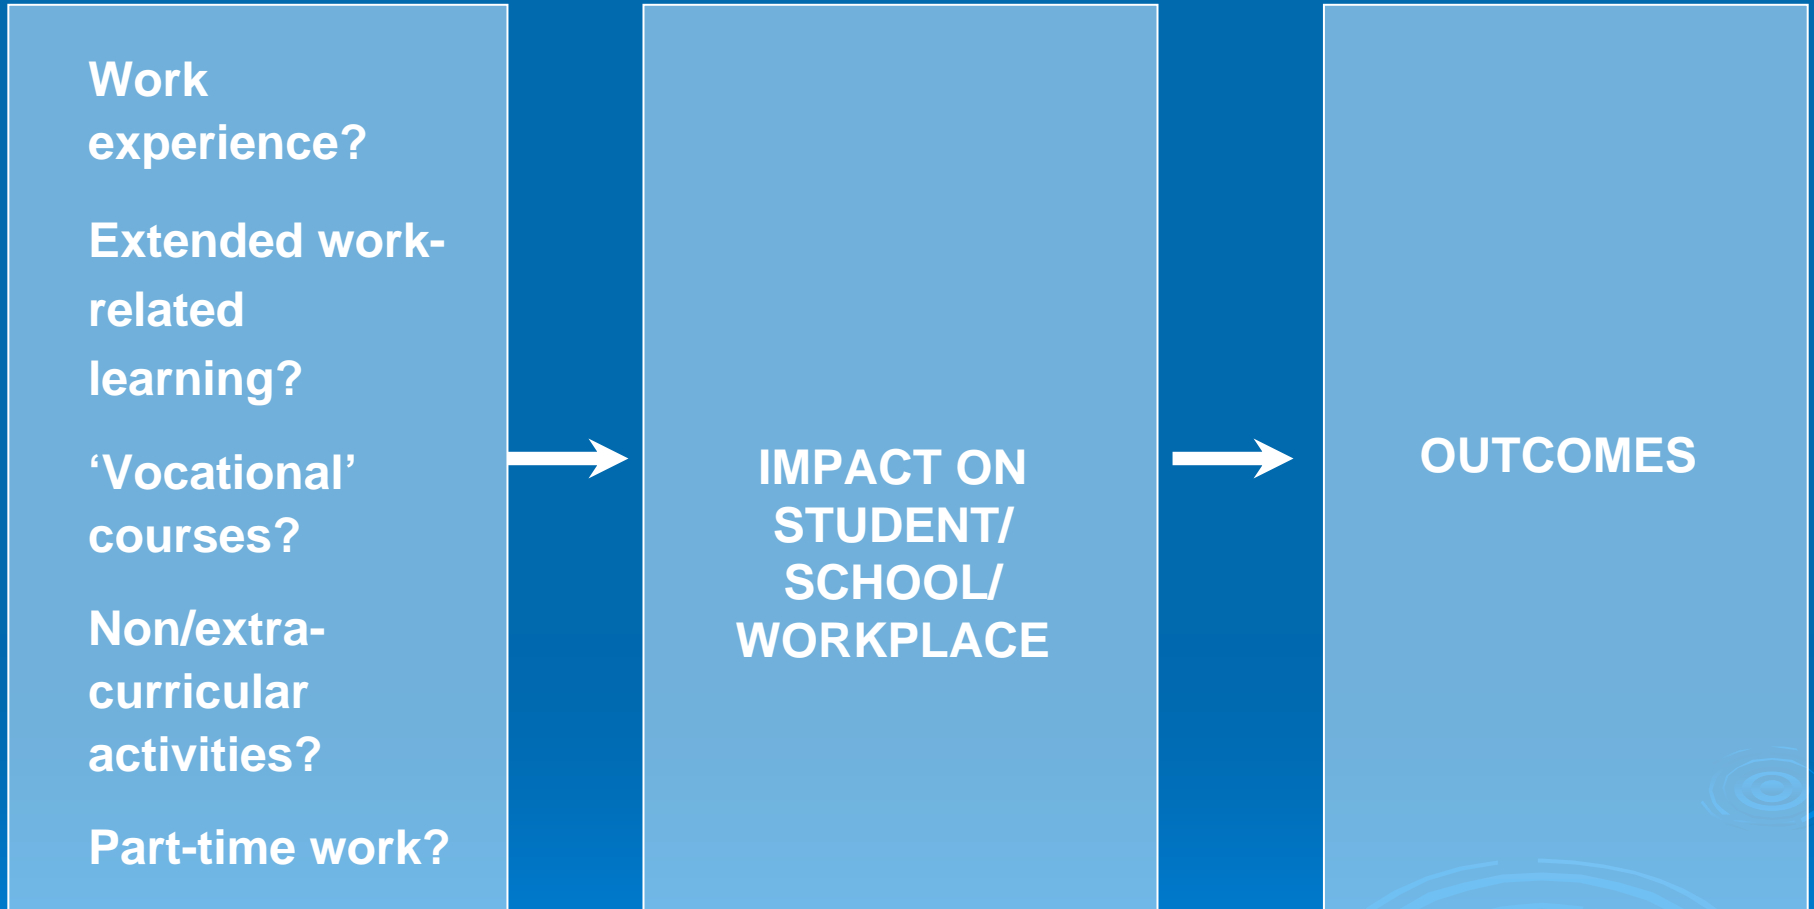 Work
experience?
Extended work-
related
learning?
‘Vocational’
courses?
Non/extra-
curricular
activities?
Part-time work?
IMPACT ON
STUDENT/
SCHOOL/
WORKPLACE
OUTCOMES